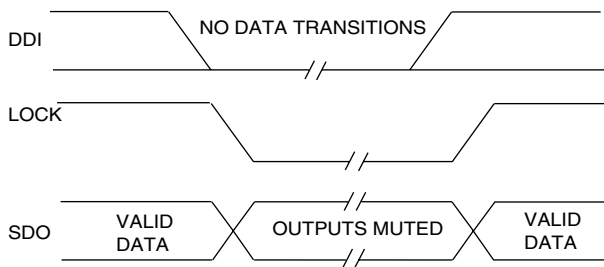 NO DATA TRANSITIONS
DDI
LOCK
SDO
VALID
DATA
OUTPUTS MUTED
VALID
DATA